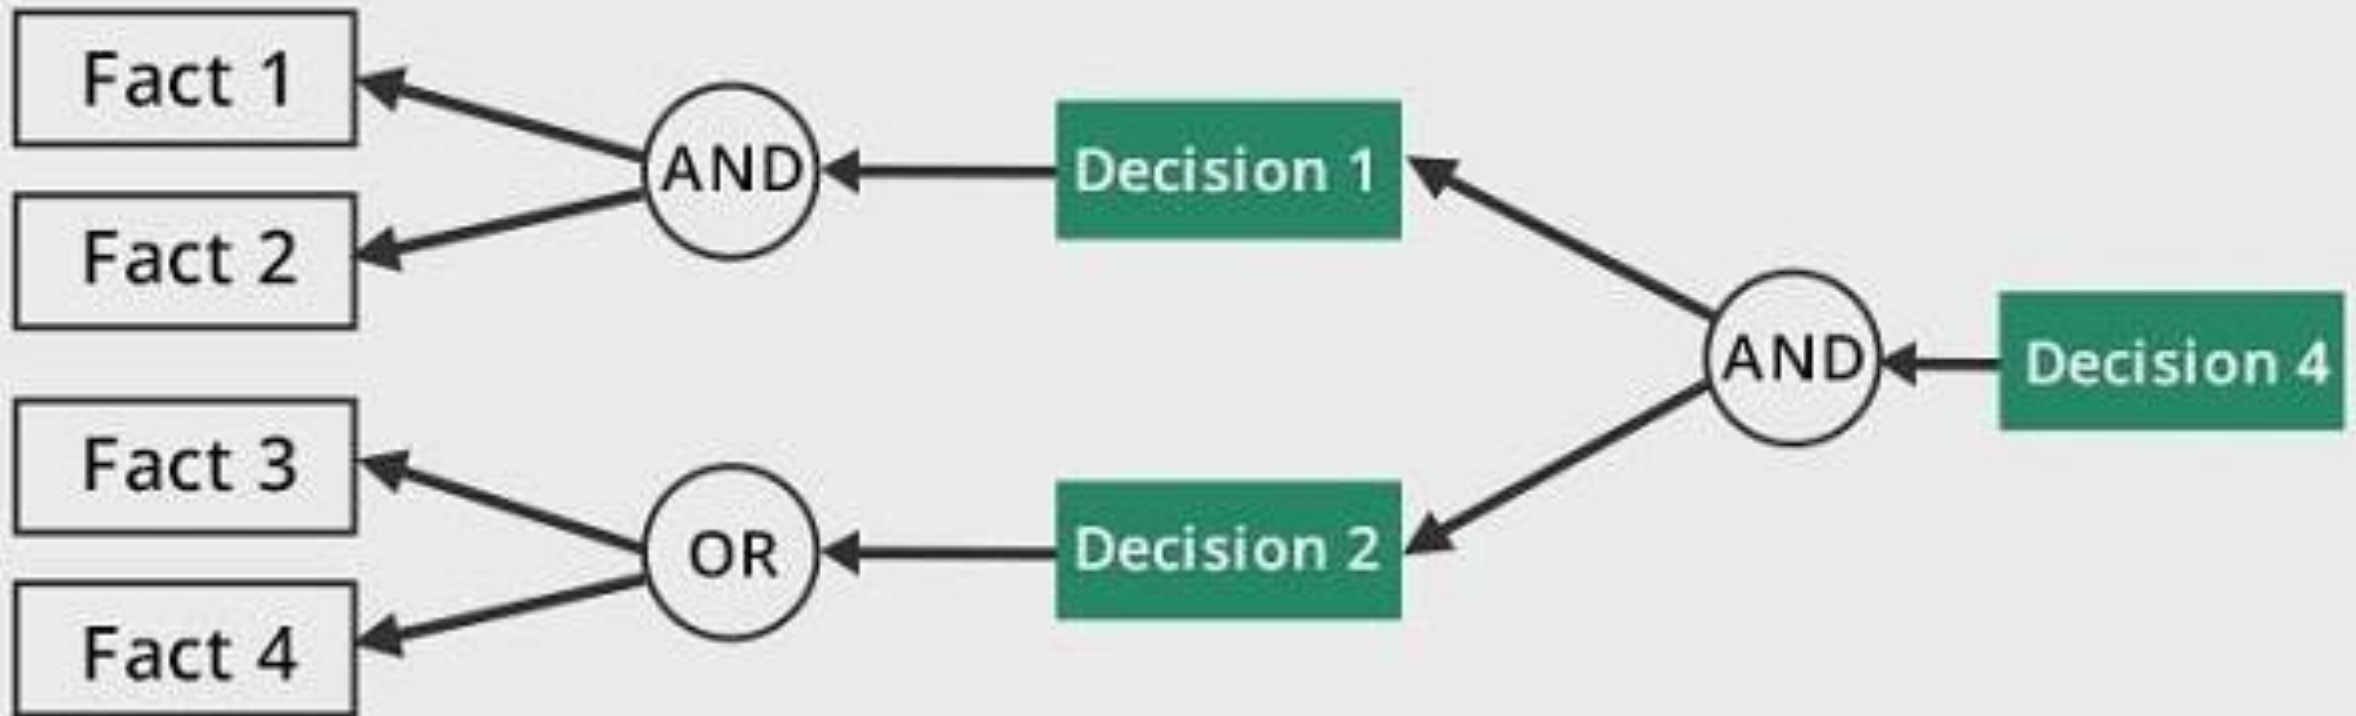 Fact 1
Fact 2
AND
Decision 1
Fact 3
Fact 4
OR
Decision 2
AND
Decision 4